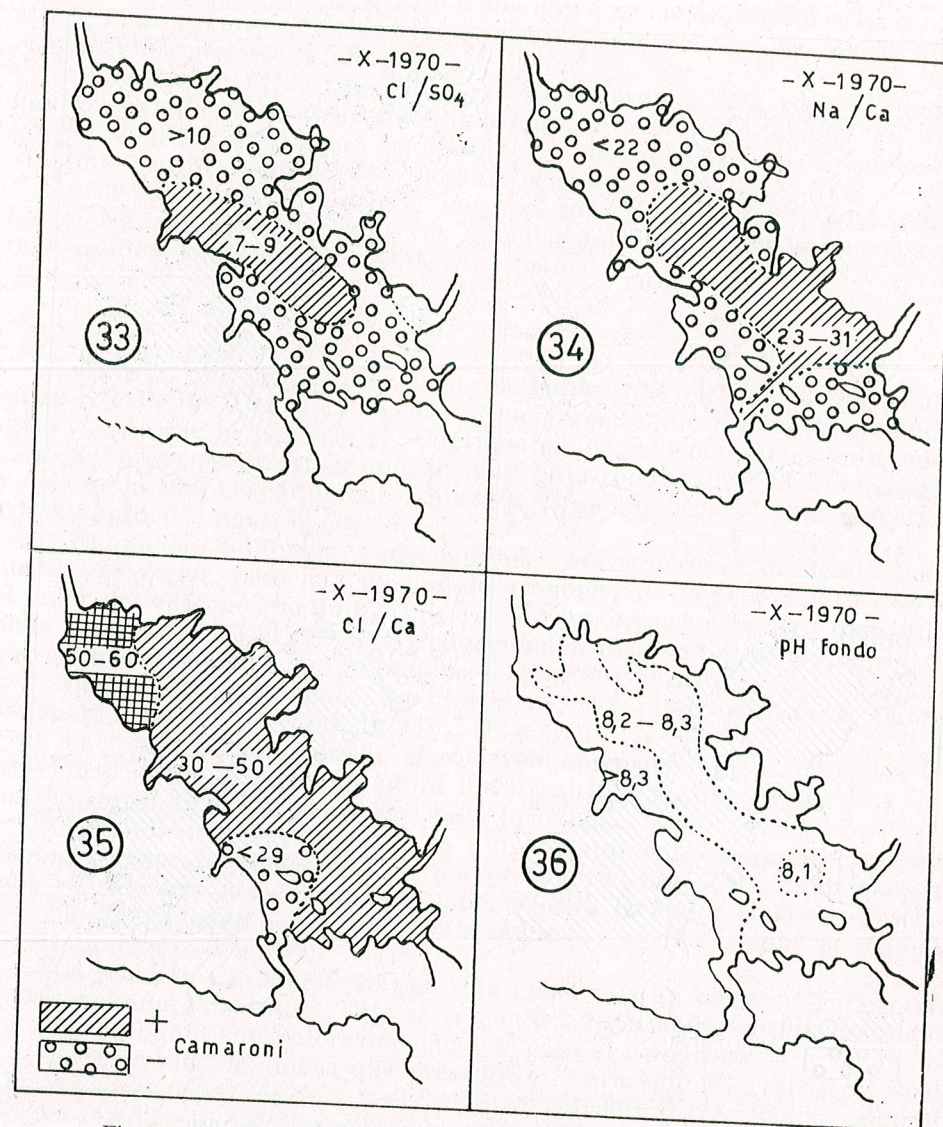 –X–1970–
Cl/SO₄
>10
7–9
33
–X–1970–
Na/Ca
<22
23–31
34
–X–1970–
Cl/Ca
50–60
30–50
<29
35
+
–
Camaroni
–X–1970–
pH fondo
8,2–8,3
>8,3
8,1
36